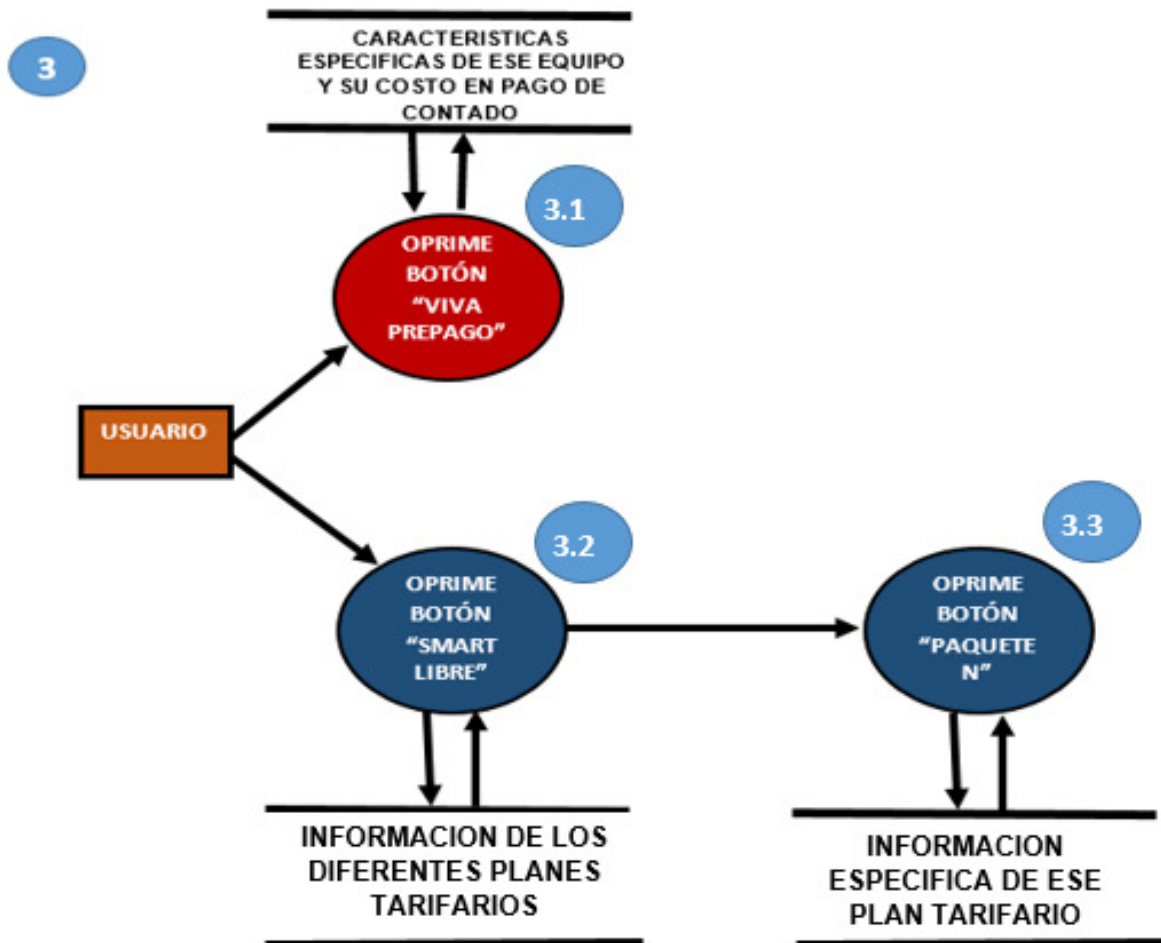 3
CARACTERISTICAS
ESPECIFICAS DE ESE EQUIPO
Y SU COSTO EN PAGO DE
CONTADO
3.1
OPRIME
BOTÓN
“VIVA
PREPAGO”
USUARIO
3.2
OPRIME
BOTÓN
“SMART
LIBRE”
3.3
OPRIME
BOTÓN
“PAQUETE
N”
INFORMACION DE LOS
DIFERENTES PLANES
TARIFARIOS
INFORMACION
ESPECIFICA DE ESE
PLAN TARIFARIO